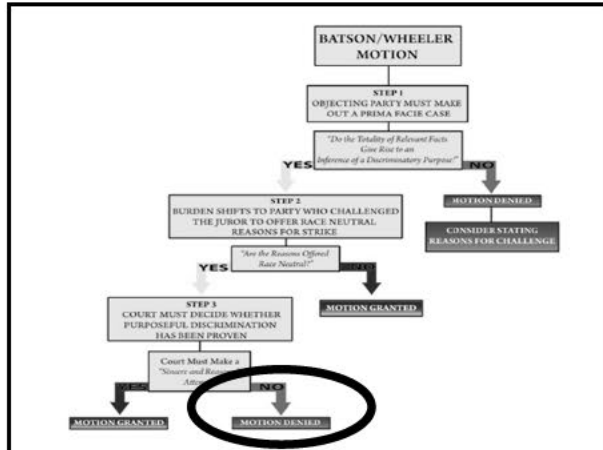 BATSON/WHEELER
MOTION
STEP 1
OBJECTING PARTY MUST MAKE
OUT A PRIMA FACIE CASE
"Do the Totality of Relevant Facts
Give Rise to an
Inference of a Discriminatory Purpose?"
YES
NO
MOTION DENIED
CONSIDER STATING
REASONS FOR CHALLENGE
STEP 2
BURDEN SHIFTS TO PARTY WHO CHALLENGED
THE JUROR TO OFFER RACE NEUTRAL
REASONS FOR STRIKE
"Are the Reasons Offered
Race Neutral?"
YES
NO
MOTION GRANTED
STEP 3
COURT MUST DECIDE WHETHER
PURPOSEFUL DISCRIMINATION
HAS BEEN PROVEN
Court Must Make a
"Sincere and
YES
NO
MOTION GRANTED
MOTION DENIED